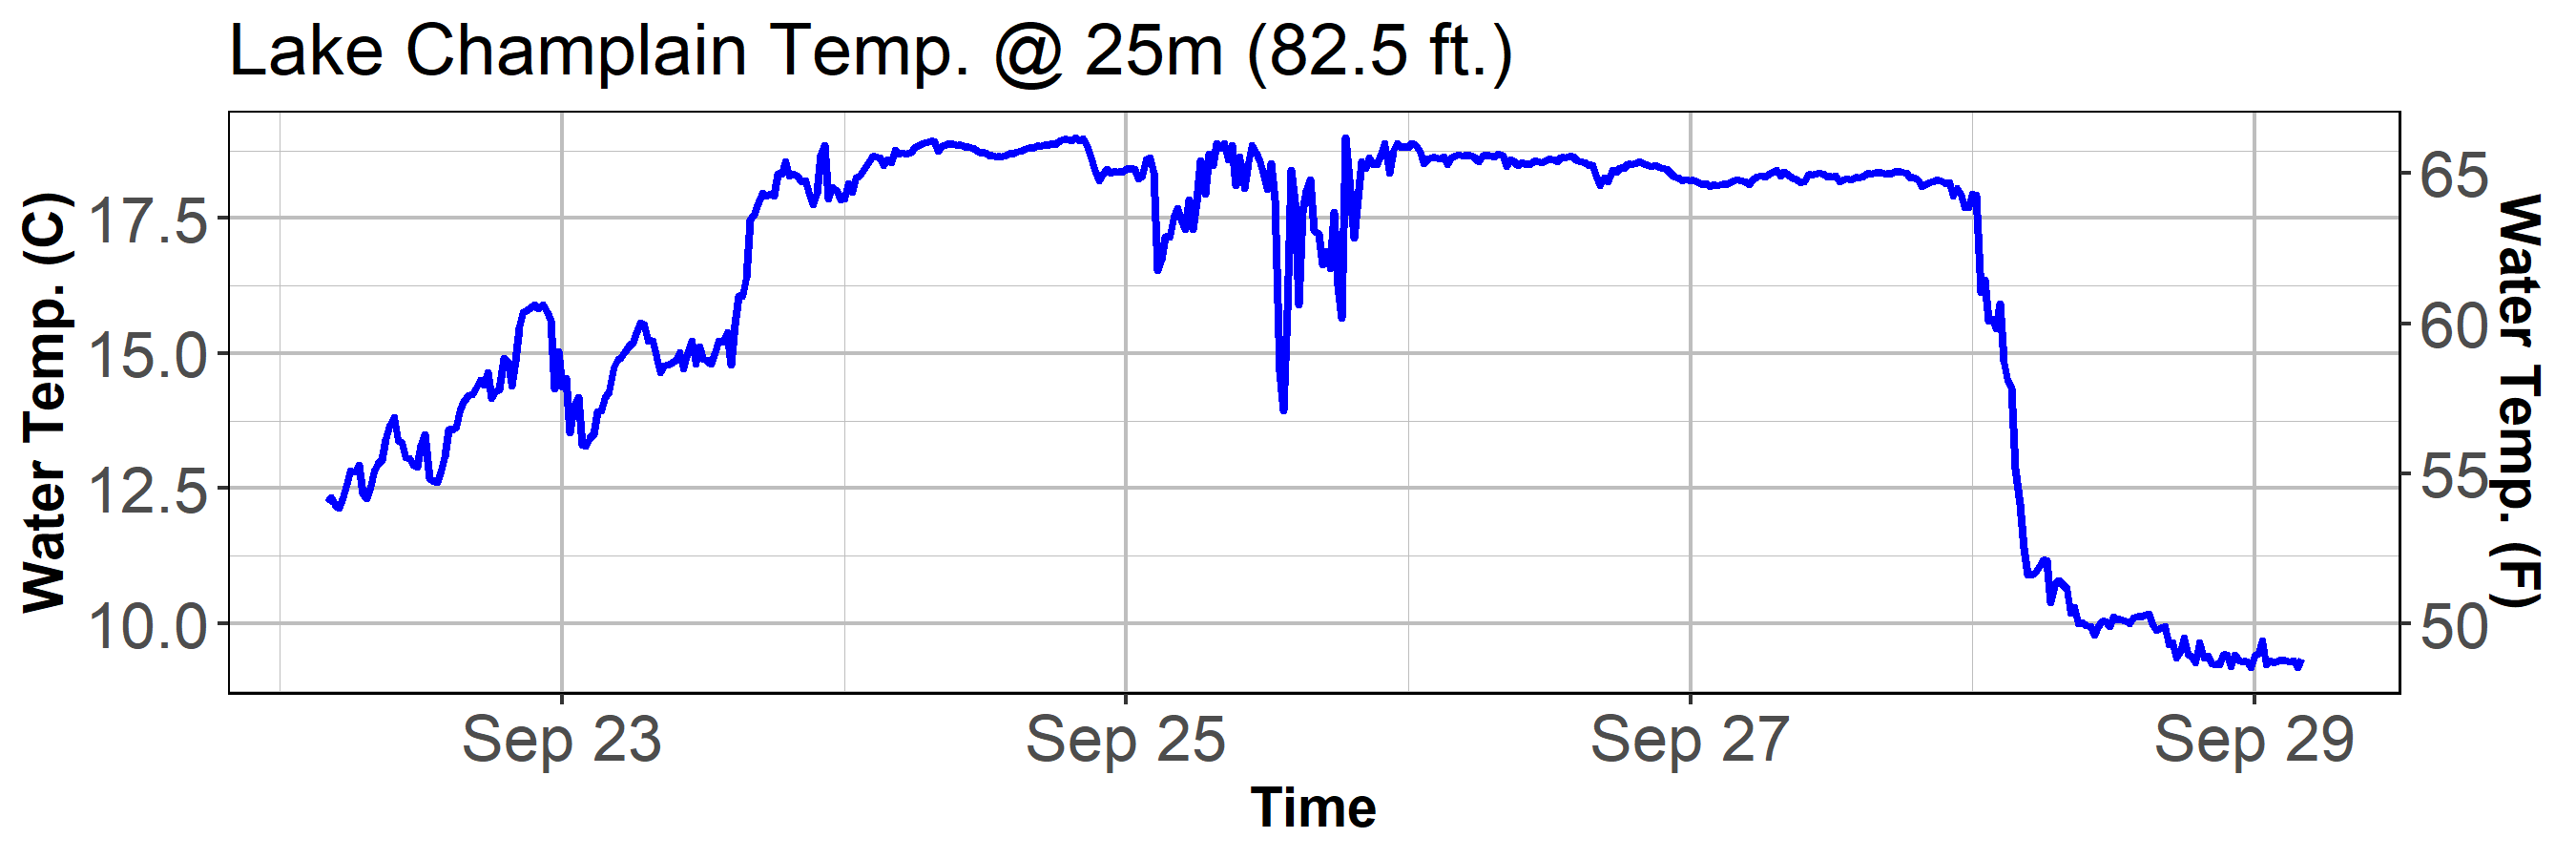 Lake Champlain Temp. @ 25m (82.5 ft.)
Water Temp. (C)
17.5
15.0
12.5
10.0
65
60
55
50
Water Temp. (F)
Sep 23
Sep 25
Sep 27
Sep 29
Time